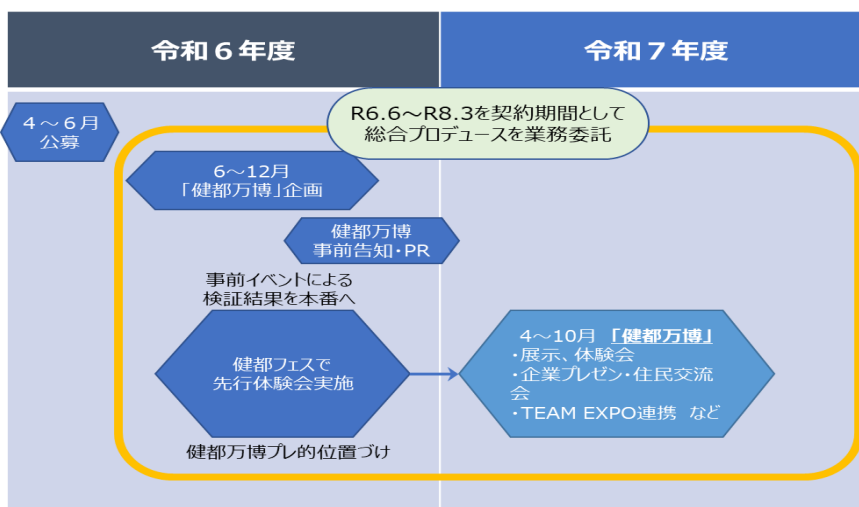 令和６年度
令和７年度
R6.6～R8.3を契約期間として
総合プロデュースを業務委託
４～６月
公募
6～12月
「健都万博」企画
健都万博
事前告知・PR
事前イベントによる
検証結果を本番へ
健都フェスで
先行体験会実施
健都万博プレ的位置づけ
4～10月 「健都万博」
・展示、体験会
・企業プレゼン・住民交流
会
・TEAM EXPO連携 など